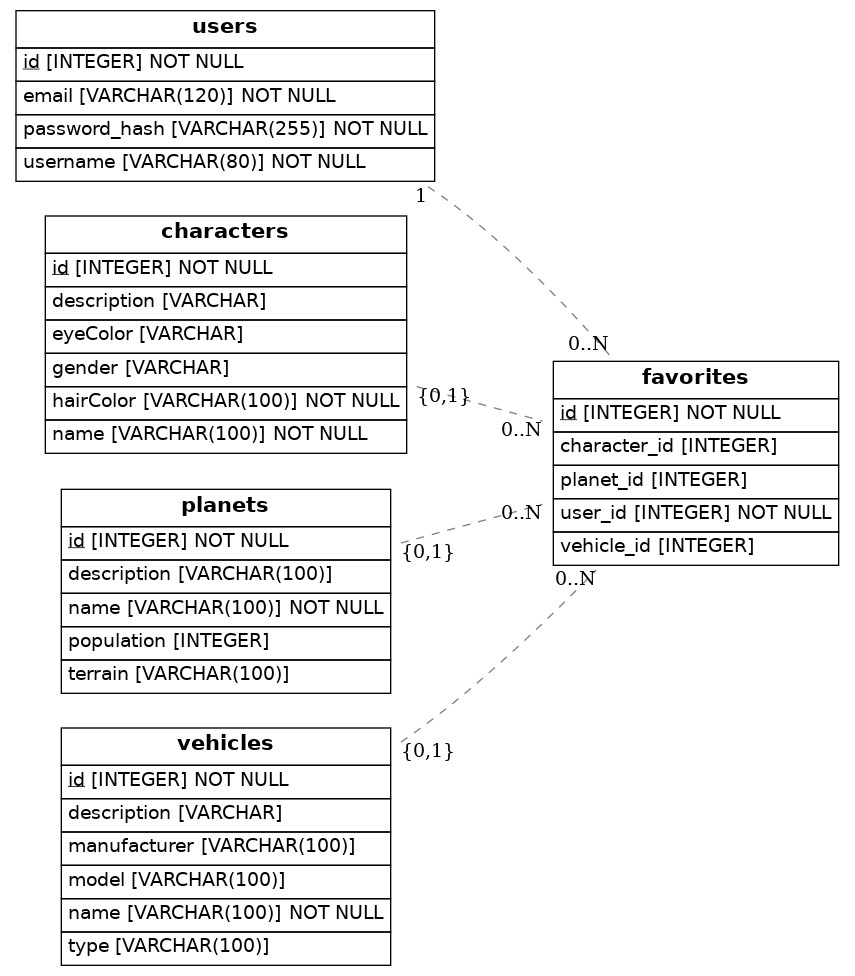 users
id [INTEGER] NOT NULL
email [VARCHAR(120)] NOT NULL
password_hash [VARCHAR(255)] NOT NULL
username [VARCHAR(80)] NOT NULL
1
characters
id [INTEGER] NOT NULL
description [VARCHAR]
eyeColor [VARCHAR]
gender [VARCHAR]
hairColor [VARCHAR(100)] NOT NULL
name [VARCHAR(100)] NOT NULL
{0,1}
0..N
0..N
favorites
id [INTEGER] NOT NULL
character_id [INTEGER]
planet_id [INTEGER]
user_id [INTEGER] NOT NULL
vehicle_id [INTEGER]
0..N
0..N
planets
id [INTEGER] NOT NULL
description [VARCHAR(100)]
name [VARCHAR(100)] NOT NULL
population [INTEGER]
terrain [VARCHAR(100)]
{0,1}
vehicles
id [INTEGER] NOT NULL
description [VARCHAR]
manufacturer [VARCHAR(100)]
model [VARCHAR(100)]
name [VARCHAR(100)] NOT NULL
type [VARCHAR(100)]
{0,1}